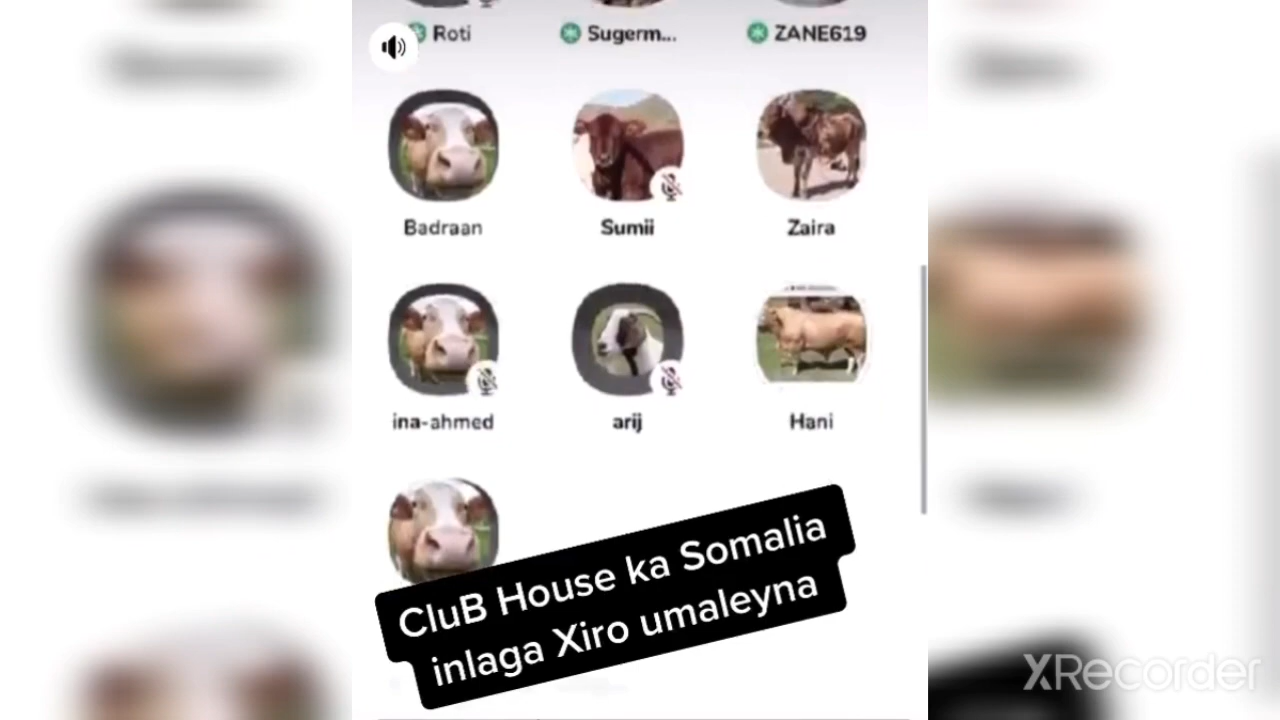 Roti
Sugerm...
ZANE619
Badraan
Sumii
Zaira
ina-ahmed
arij
Hani
CluB House ka Somalia
inlaga Xiro umaleyna
XRecorder